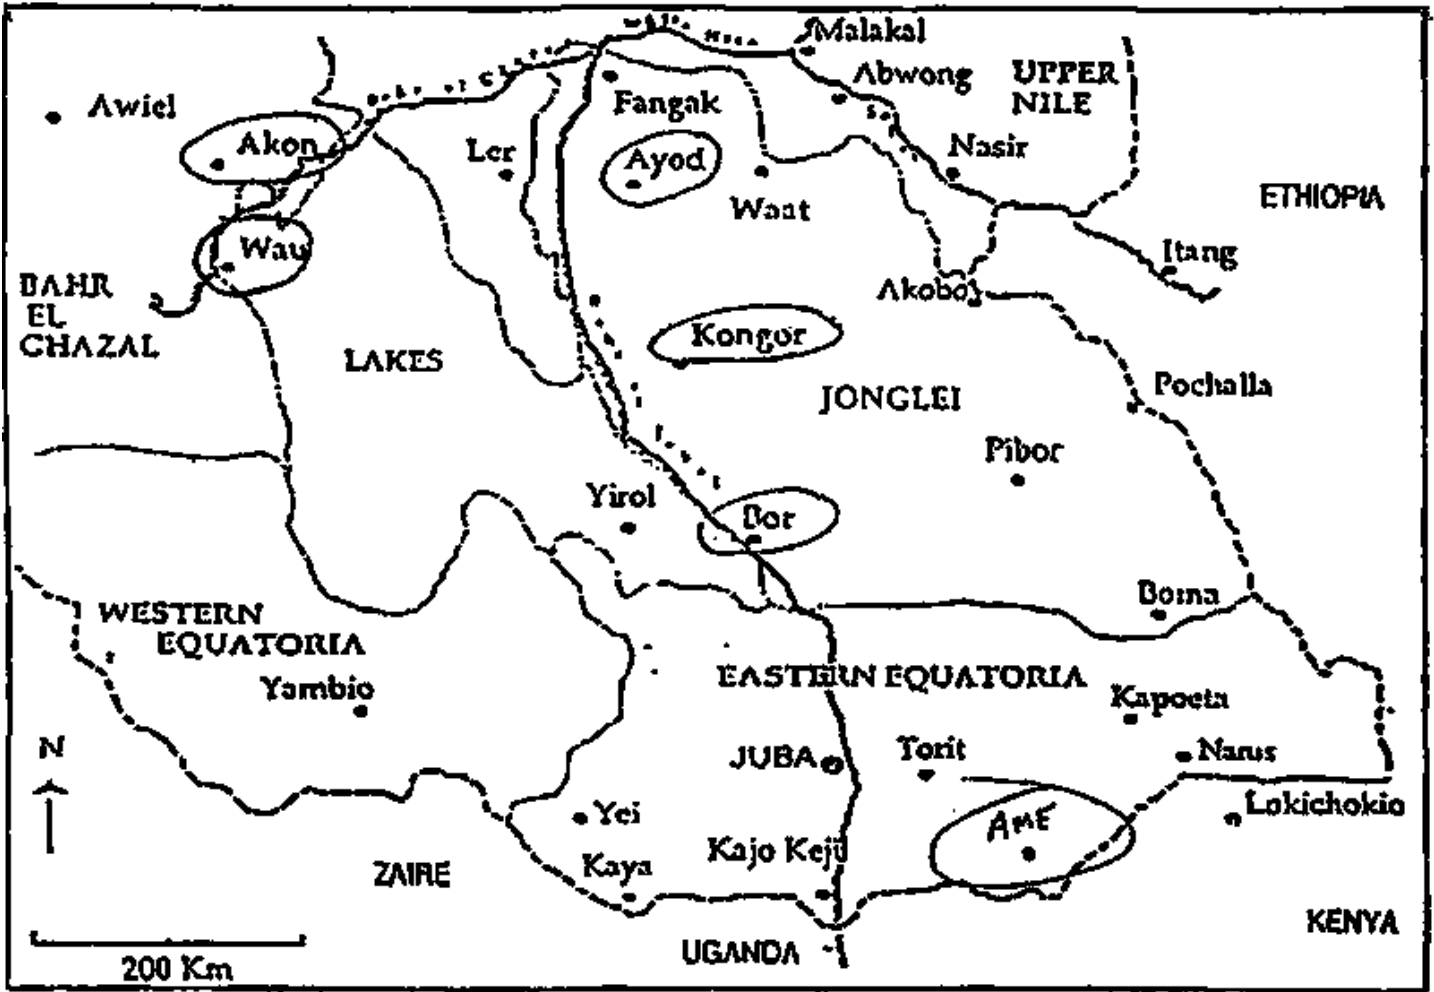 Malakal
Abwong
UPPER
NILE
Awiel
Fangak
Akon
Ler
Ayod
Nasir
Waat
ETHIOPIA
Wau
Itang
BAHR
EL
GHAZAL
Akobo
Kongor
LAKES
JONGLEI
Pochalla
Pibor
Yirol
Bor
Boma
WESTERN
EQUATORIA
EASTERN EQUATORIA
Yambio
Kapoeta
N
JUBA
Torit
Narus
Lokichokio
Yei
AME
Kajo Keji
Kaya
ZAIRE
KENYA
UGANDA
200 Km